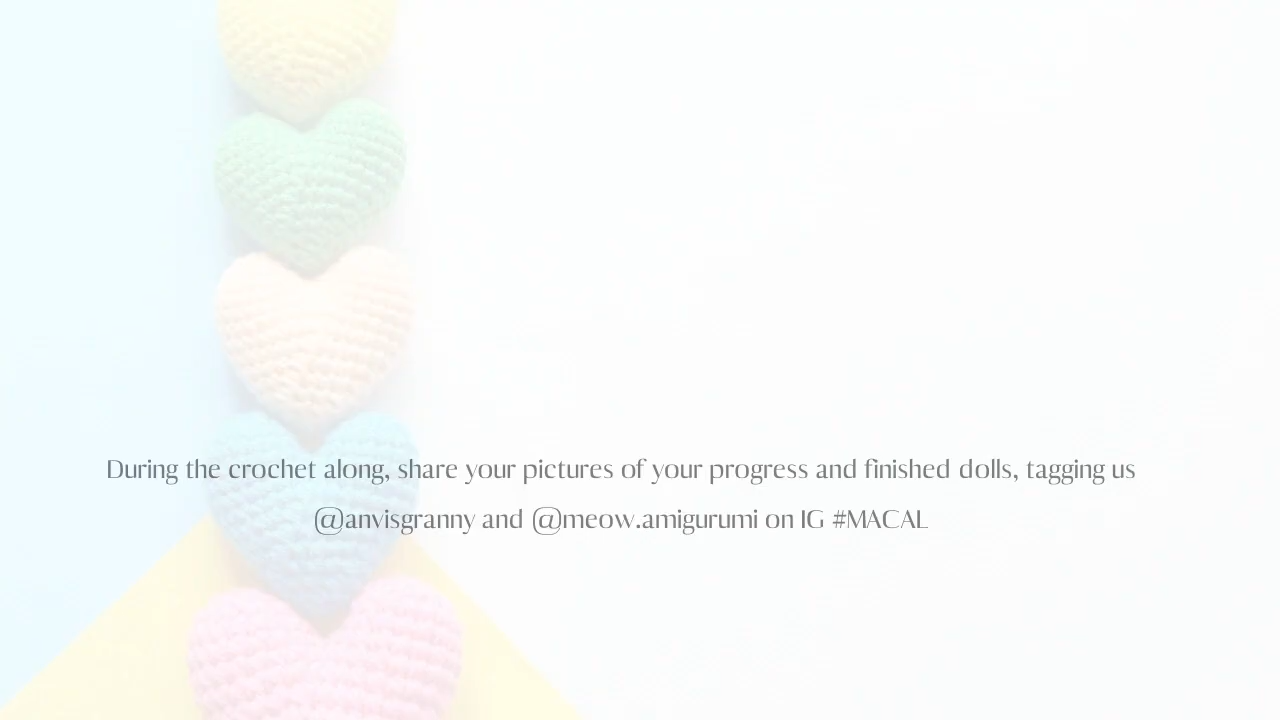 During the crochet along, share your pictures of your progress and finished dolls, tagging us
@anvisgranny and @meow.amigurumi on IG #MACAL